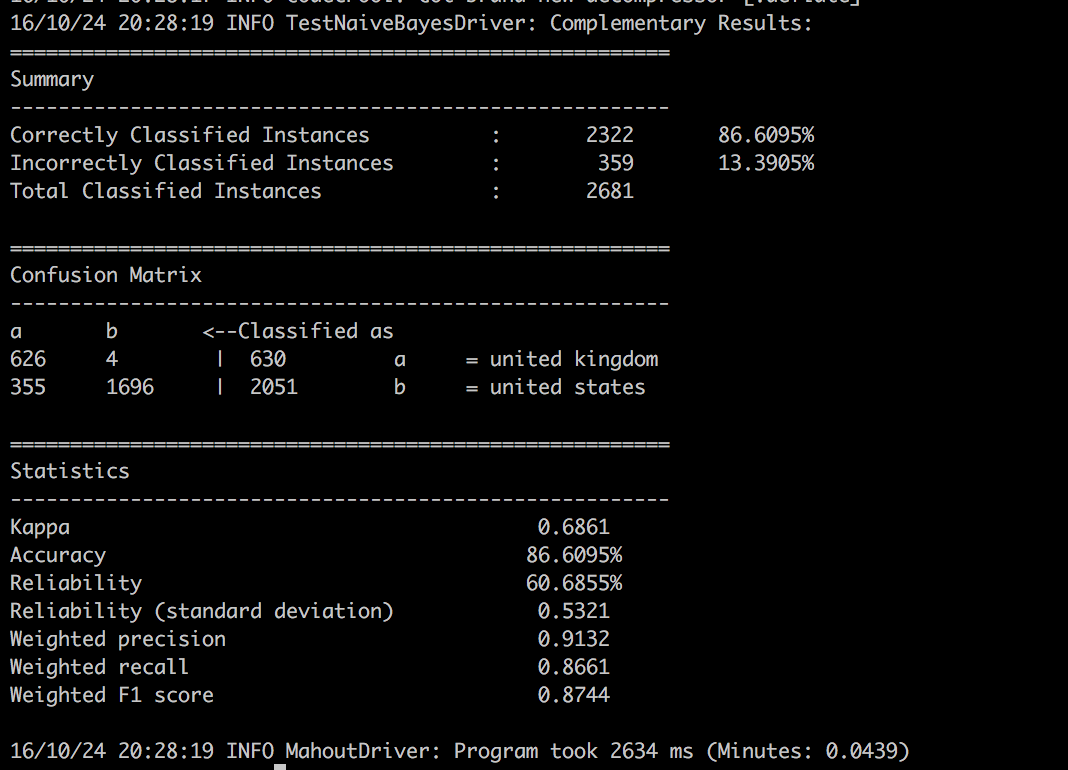 16/10/24 20:28:19 INFO TestNaiveBayesDriver: Complementary Results:
=======================================================
Summary
-------------------------------------------------------
Correctly Classified Instances          :       2322       86.6095%
Incorrectly Classified Instances        :        359       13.3905%
Total Classified Instances              :       2681

=======================================================
Confusion Matrix
-------------------------------------------------------
a       b       <--Classified as
626     4        |  630         a     = united kingdom
355     1696     |  2051        b     = united states

=======================================================
Statistics
-------------------------------------------------------
Kappa                                       0.6861
Accuracy                                   86.6095%
Reliability                                60.6855%
Reliability (standard deviation)            0.5321
Weighted precision                          0.9132
Weighted recall                             0.8661
Weighted F1 score                           0.8744

16/10/24 20:28:19 INFO MahoutDriver: Program took 2634 ms (Minutes: 0.0439)